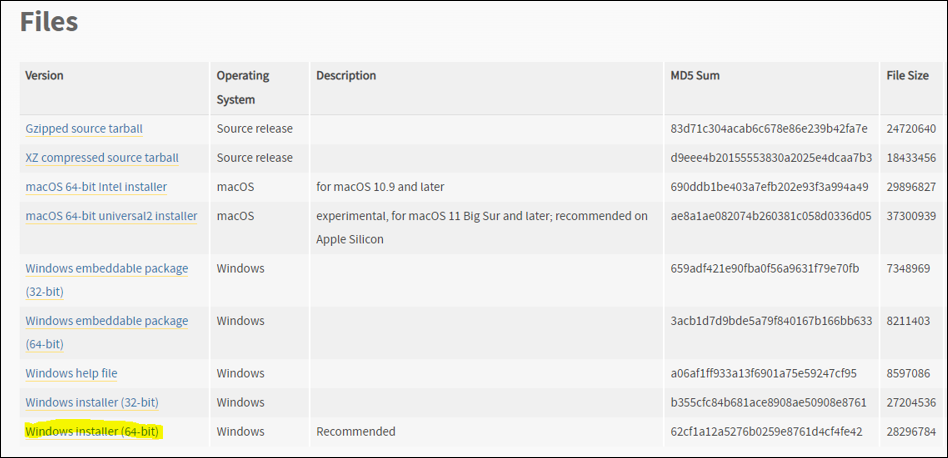 Files
Version Operating System Description MD5 Sum File Size
Gzipped source tarball Source release 83d71c304acab6c678e86e239b42fa7e 24720640
XZ compressed source tarball Source release d9eee4b20155553830a2025e4dcaa7b3 18433456
macOS 64-bit Intel installer macOS for macOS 10.9 and later 690ddb1be403a7efb202e93f3a994a49 29896827
macOS 64-bit universal2 installer macOS experimental, for macOS 11 Big Sur and later; recommended on Apple Silicon ae8a1ae082074b260381c058d0336d05 37300939
Windows embeddable package (32-bit) Windows 659adf421e90fba0f56a9631f79e70fb 7348969
Windows embeddable package (64-bit) Windows 3acb1d7d9bde5a79f840167b166bb633 8211403
Windows help file Windows a06af1ff933a13f6901a75e59247cf95 8597086
Windows installer (32-bit) Windows b355cfc84b681ace8908ae50908e8761 27204536
Windows installer (64-bit) Windows Recommended 62cf1a12a5276b0259e8761d4cf4fe42 28296784